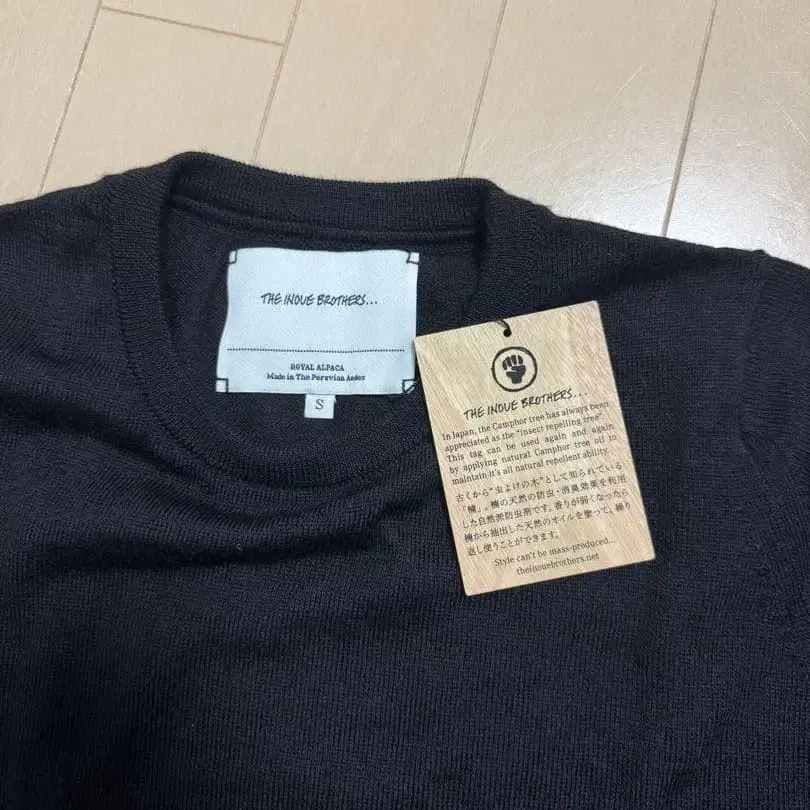 THE INOUE BROTHERS...
ROYAL ALPACA
Made in The Peruvian Andes
S
THE INOUE BROTHERS...
In Japan, the Camphor tree has always been
appreciated as the "insect repelling tree".
This tag can be used again and again
by applying natural Camphor tree oil to
maintain it's all natural repellent ability.
古くから“虫よけの木”として知られている
「楠」。楠の天然の防虫・消臭効果を利用
した自然派防虫剤です。香りが弱くなったら
楠から抽出した天然のオイルを塗って、繰り
返し使うことができます。
Style can't be mass-produced...
theinouebrothers.net